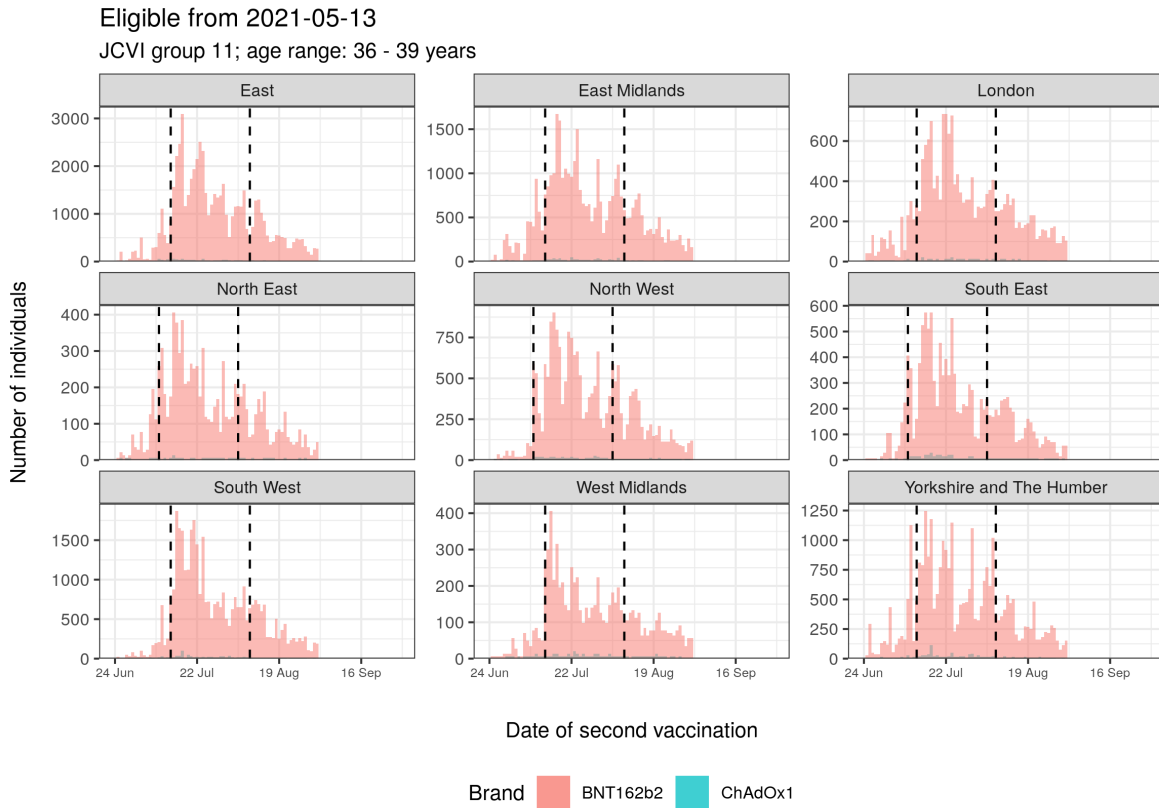 Eligible from 2021-05-13
JCVI group 11; age range: 36 - 39 years
East
East Midlands
London
3000
2000
1000
0
1500
1000
500
0
600
400
200
0
North East
North West
South East
400
300
200
100
0
750
500
250
0
600
500
400
300
200
100
0
South West
West Midlands
Yorkshire and The Humber
1500
1000
500
0
400
300
200
100
0
1250
1000
750
500
250
0
24 Jun 22 Jul 19 Aug 16 Sep
24 Jun 22 Jul 19 Aug 16 Sep
24 Jun 22 Jul 19 Aug 16 Sep
Number of individuals
Date of second vaccination
Brand BNT162b2 ChAdOx1